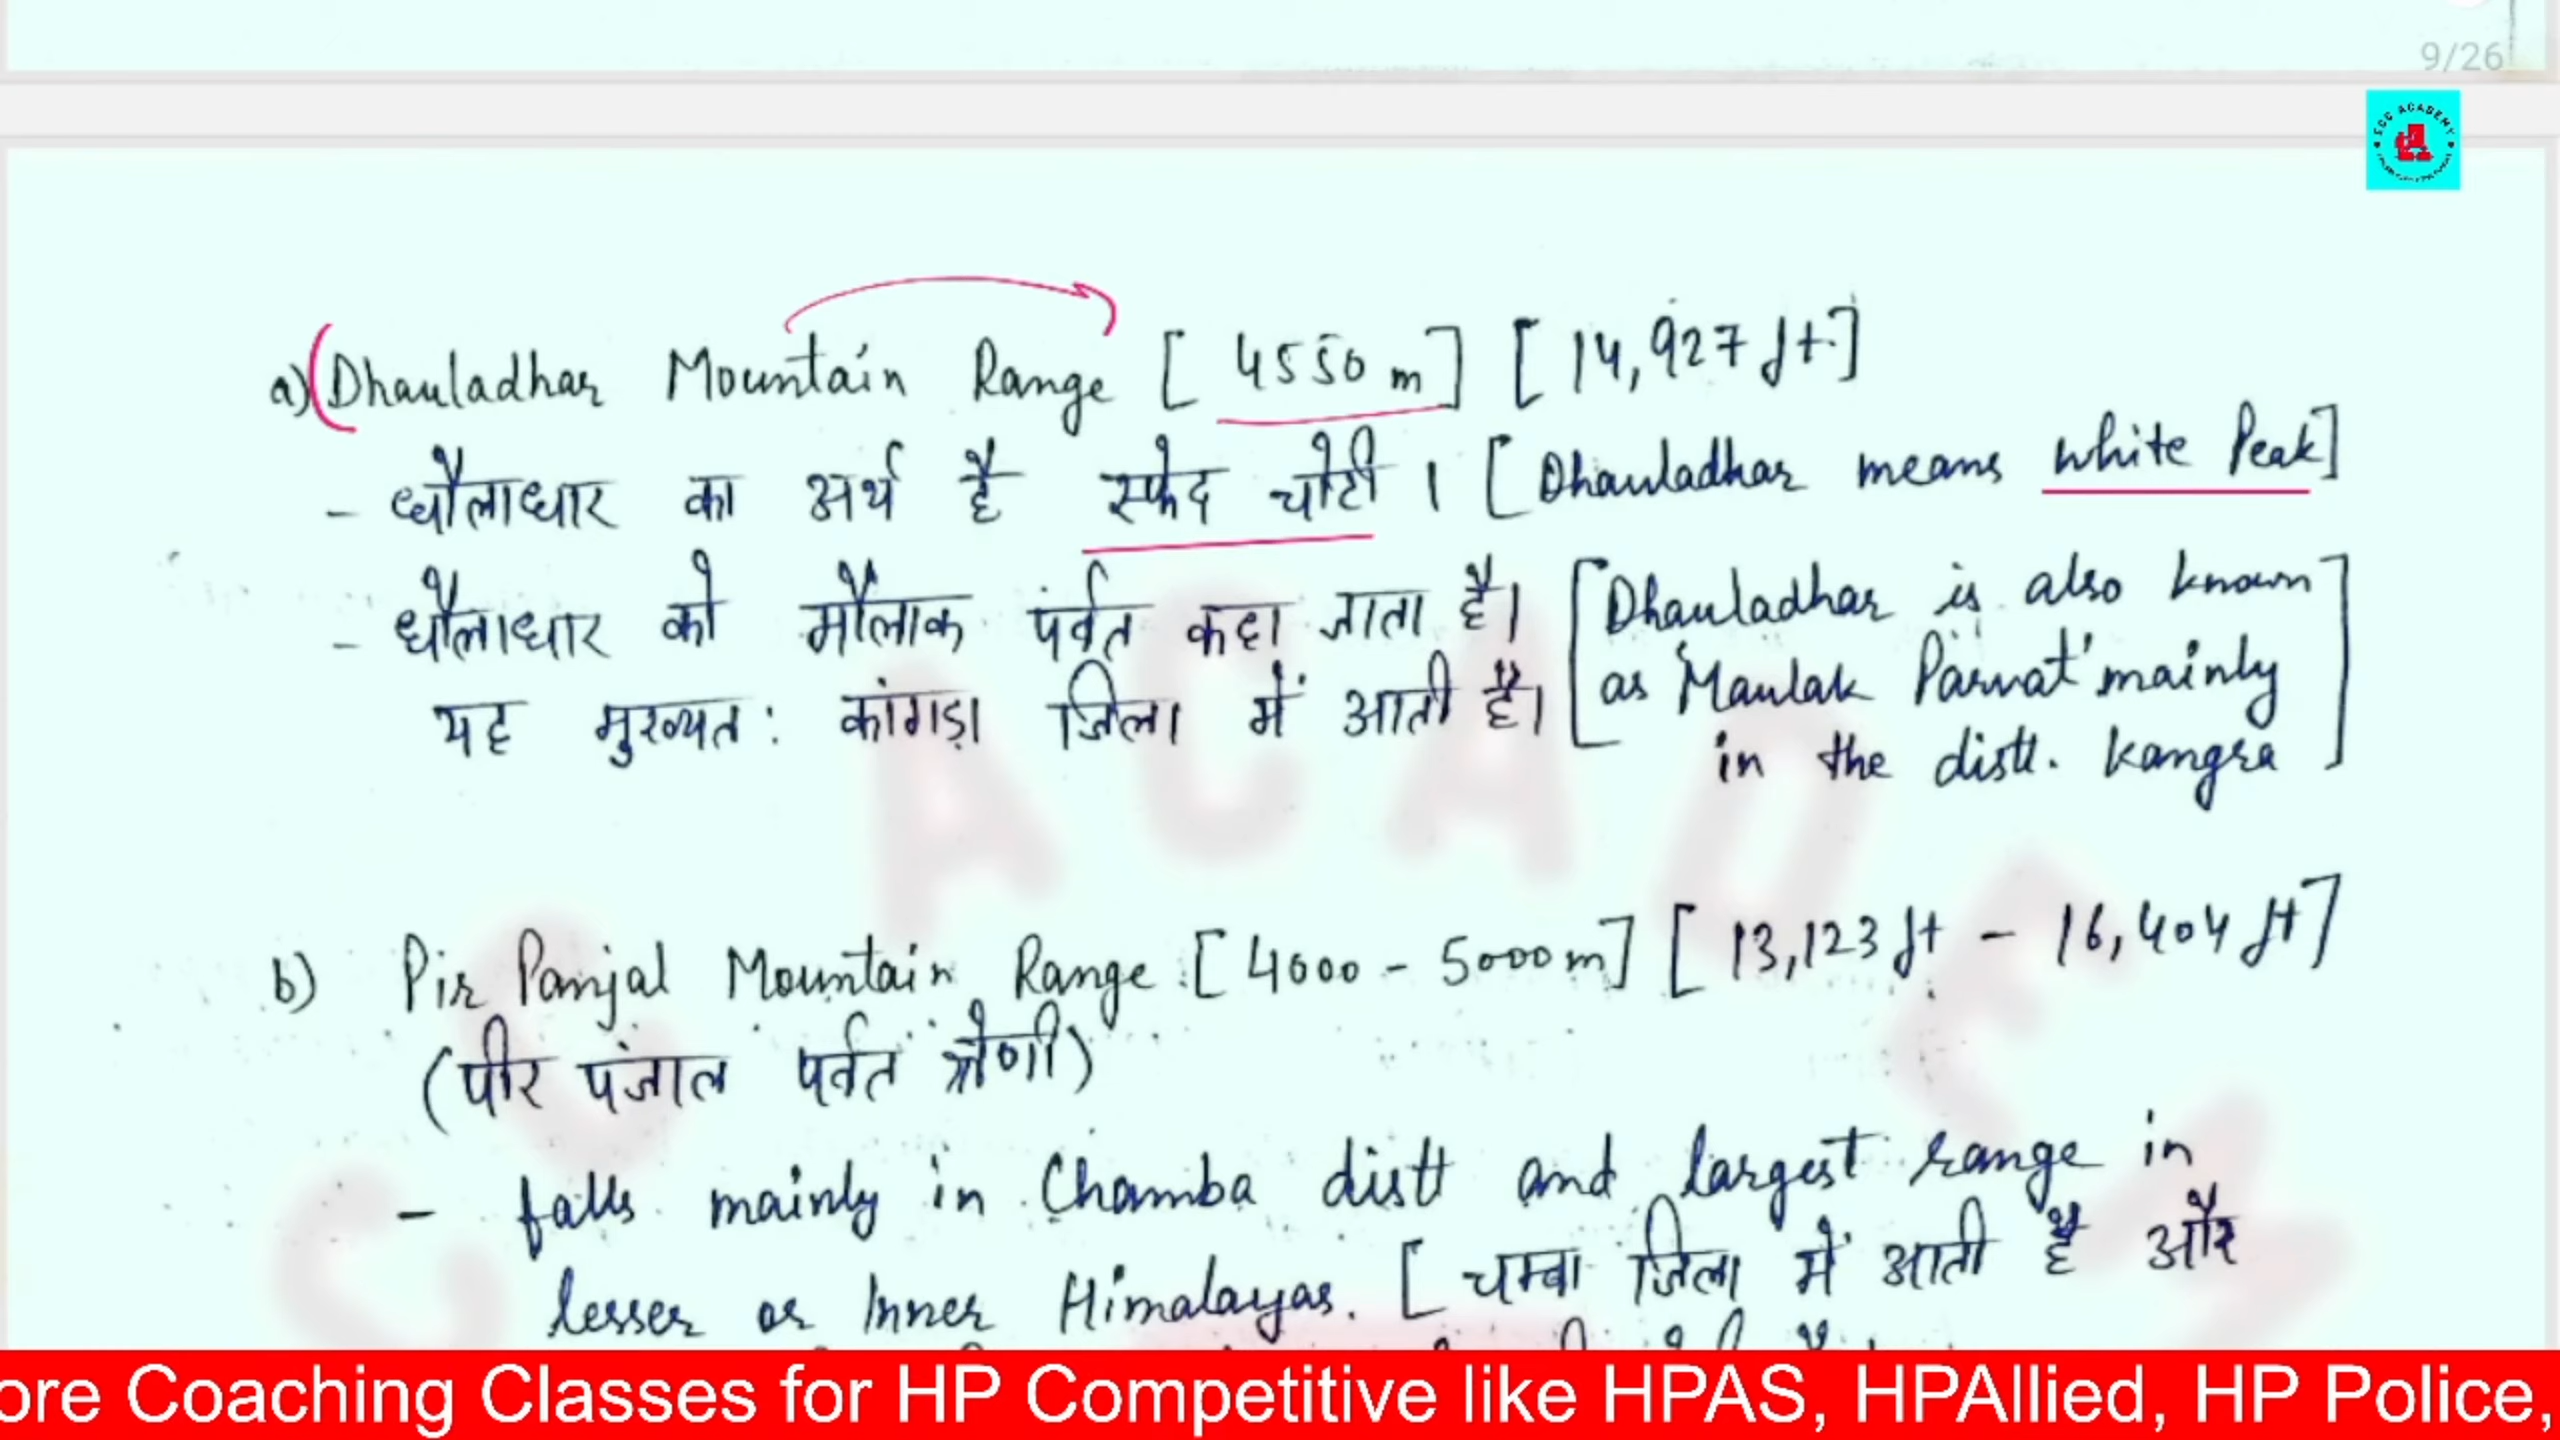 9/26
SCC ACADEMY
a) Dhauladhar Mountain Range [4550 m] [14,927 ft.]
- ध्यौलाधार का अर्थ है स्फेद चोटी । [Dhauladhar means white Peak]
- धौलाधार को मौलाक पर्वत कहा जाता है। [Dhauladhar is also known
यह मुख्यत: कांगड़ा जिला में आती है। as 'Maulak Parvat' mainly
in the distt. Kangra]
b) Pir Panjal Mountain Range [4000 - 5000m] [13,123 ft - 16,404 ft]
(पीर पंजाल पर्वत श्रेणी)
- falls mainly in Chamba distt and largest range in
lesser or Inner Himalayas. [चम्बा जिला में आती है और
ore Coaching Classes for HP Competitive like HPAS, HPAllied, HP Police,